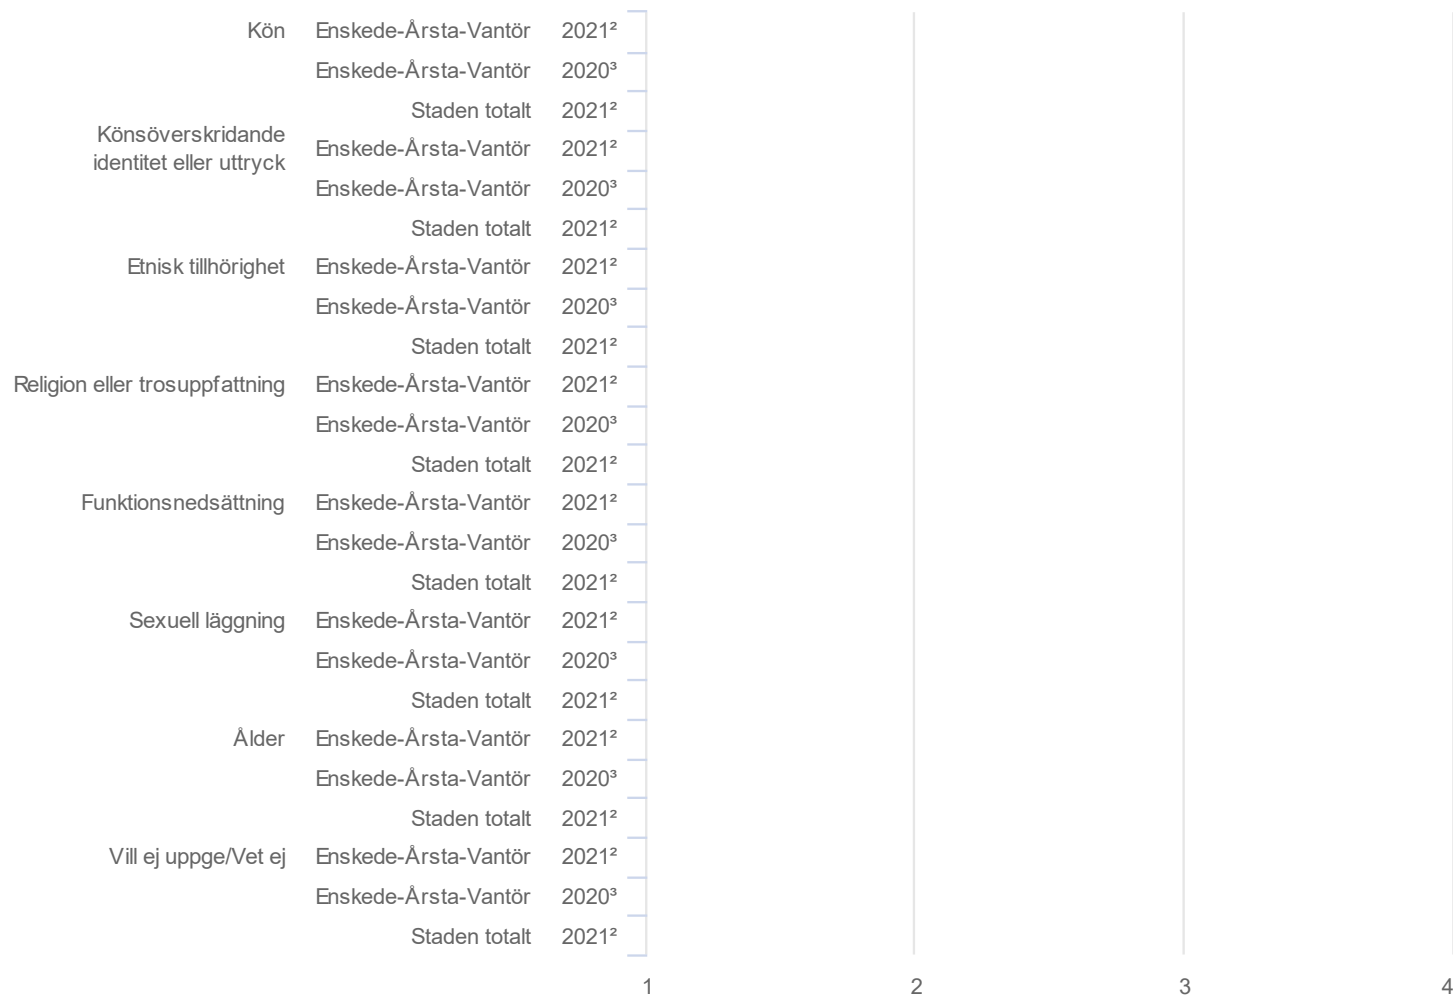 Kön Enskede-Årsta-Vantör 2021²
Enskede-Årsta-Vantör 2020³
Staden totalt 2021²
Könsöverskridande
identitet eller uttryck Enskede-Årsta-Vantör 2021²
Enskede-Årsta-Vantör 2020³
Staden totalt 2021²
Etnisk tillhörighet Enskede-Årsta-Vantör 2021²
Enskede-Årsta-Vantör 2020³
Staden totalt 2021²
Religion eller trosuppfattning Enskede-Årsta-Vantör 2021²
Enskede-Årsta-Vantör 2020³
Staden totalt 2021²
Funktionsnedsättning Enskede-Årsta-Vantör 2021²
Enskede-Årsta-Vantör 2020³
Staden totalt 2021²
Sexuell läggning Enskede-Årsta-Vantör 2021²
Enskede-Årsta-Vantör 2020³
Staden totalt 2021²
Ålder Enskede-Årsta-Vantör 2021²
Enskede-Årsta-Vantör 2020³
Staden totalt 2021²
Vill ej uppge/Vet ej Enskede-Årsta-Vantör 2021²
Enskede-Årsta-Vantör 2020³
Staden totalt 2021²
1 2 3 4